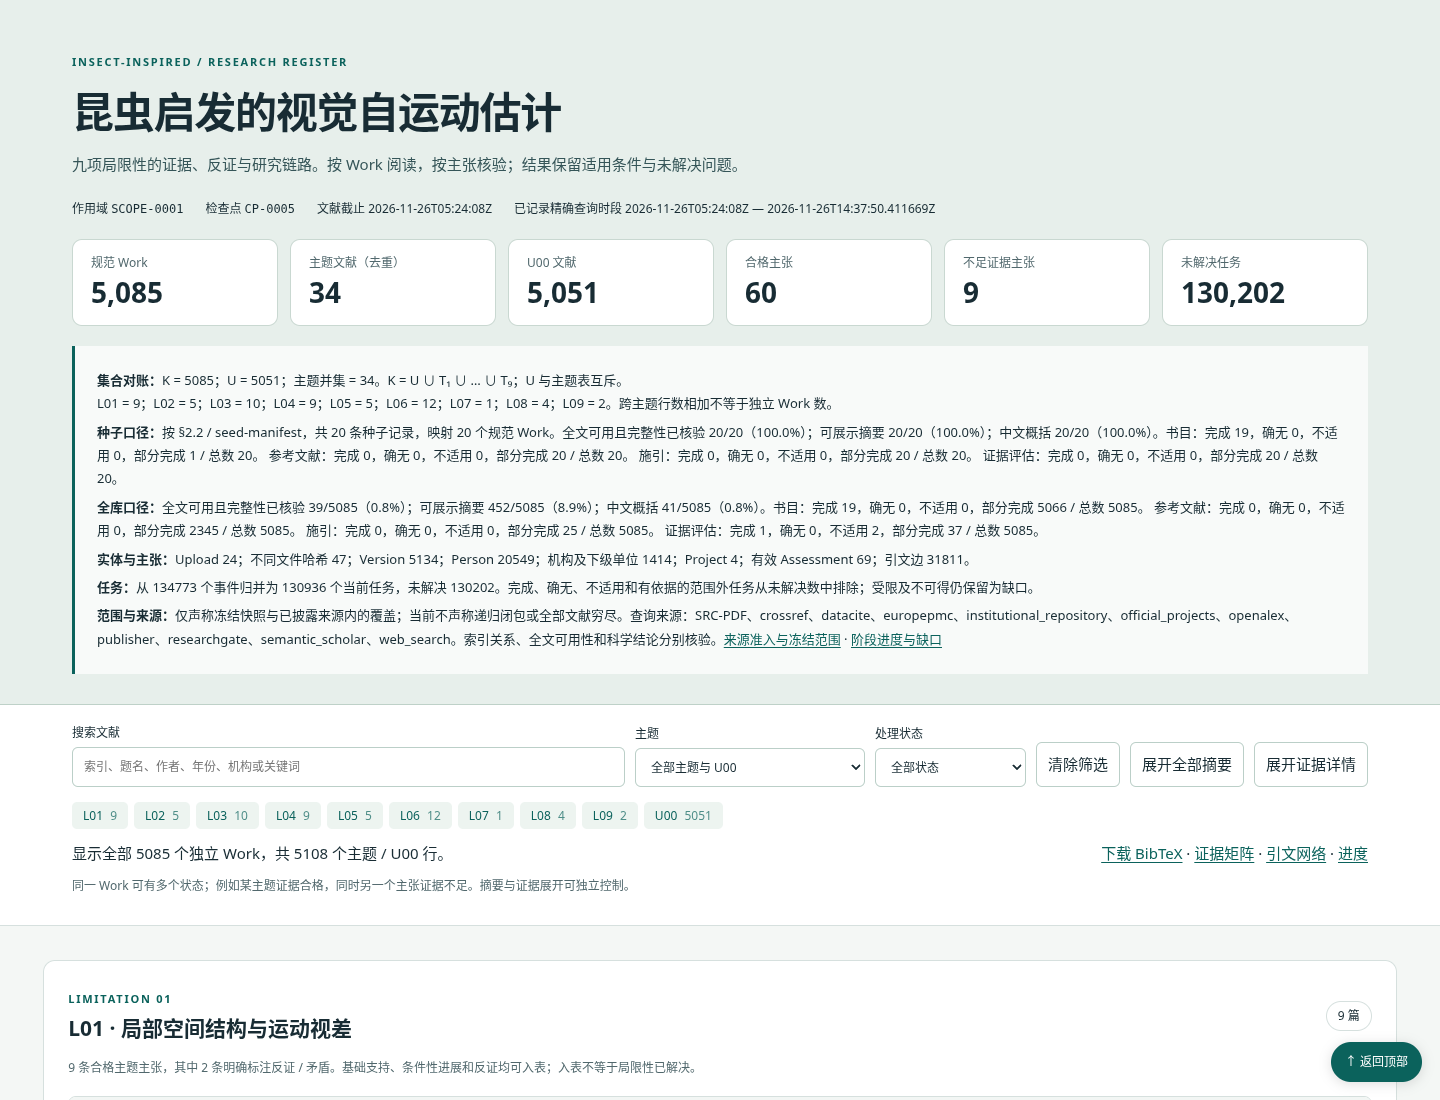 INSECT-INSPIRED / RESEARCH REGISTER
昆虫启发的视觉自运动估计
九项局限性的证据、反证与研究链路。按 Work 阅读，按主张核验；结果保留适用条件与未解决问题。
作用域 SCOPE-0001 检查点 CP-0005 文献截止 2026-11-26T05:24:08Z 已记录精确查询时段 2026-11-26T05:24:08Z — 2026-11-26T14:37:50.411669Z
规范 Work 主题文献（去重） U00 文献 合格主张 不足证据主张 未解决任务
5,085 34 5,051 60 9 130,202
集合对账：K = 5085；U = 5051；主题并集 = 34。K = U ∪ T₁ ∪ … ∪ T₉；U 与主题表互斥。
L01 = 9；L02 = 5；L03 = 10；L04 = 9；L05 = 5；L06 = 12；L07 = 1；L08 = 4；L09 = 2。跨主题行数相加不等于独立 Work 数。
种子口径：按 §2.2 / seed-manifest，共 20 条种子记录，映射 20 个规范 Work。全文可用且完整性已核验 20/20（100.0%）；可展示摘要 20/20（100.0%）；中文概括 20/20（100.0%）。书目：完成 19，确无 0，不适
用 0，部分完成 1 / 总数 20。 参考文献：完成 0，确无 0，不适用 0，部分完成 20 / 总数 20。 施引：完成 0，确无 0，不适用 0，部分完成 20 / 总数 20。 证据评估：完成 0，确无 0，不适用 0，部分完成 20 / 总数
20。
全库口径：全文可用且完整性已核验 39/5085（0.8%）；可展示摘要 452/5085（8.9%）；中文概括 41/5085（0.8%）。书目：完成 19，确无 0，不适用 0，部分完成 5066 / 总数 5085。 参考文献：完成 0，确无 0，不适
用 0，部分完成 2345 / 总数 5085。 施引：完成 0，确无 0，不适用 0，部分完成 25 / 总数 5085。 证据评估：完成 1，确无 0，不适用 2，部分完成 37 / 总数 5085。
实体与主张：Upload 24；不同文件哈希 47；Version 5134；Person 20549；机构及下级单位 1414；Project 4；有效 Assessment 69；引文边 31811。
任务：从 134773 个事件归并为 130936 个当前任务，未解决 130202。完成、确无、不适用和有依据的范围外任务从未解决数中排除；受限及不可得仍保留为缺口。
范围与来源：仅声称冻结快照与已披露来源内的覆盖；当前不声称递归闭包或全部文献穷尽。查询来源：SRC-PDF、crossref、datacite、europepmc、institutional_repository、official_projects、openalex、
publisher、researchgate、semantic_scholar、web_search。索引关系、全文可用性和科学结论分别核验。来源准入与冻结范围 · 阶段进度与缺口
搜索文献 主题 处理状态
索引、题名、作者、年份、机构或关键词 全部主题与 U00 全部状态 清除筛选 展开全部摘要 展开证据详情
L01 9 L02 5 L03 10 L04 9 L05 5 L06 12 L07 1 L08 4 L09 2 U00 5051
显示全部 5085 个独立 Work，共 5108 个主题 / U00 行。 下载 BibTeX · 证据矩阵 · 引文网络 · 进度
同一 Work 可有多个状态；例如某主题证据合格，同时另一个主张证据不足。摘要与证据展开可独立控制。
LIMITATION 01
L01 · 局部空间结构与运动视差
9 篇
9 条合格主题主张，其中 2 条明确标注反证 / 矛盾。基础支持、条件性进展和反证均可入表；入表不等于局限性已解决。
↑ 返回顶部